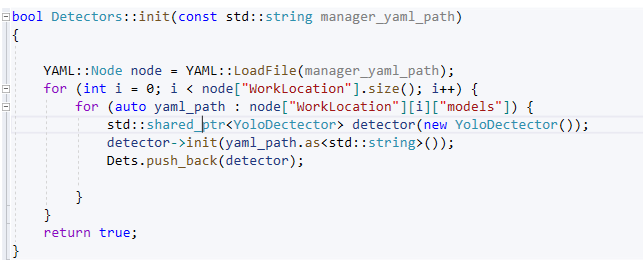 bool Detectors::init(const std::string manager_yaml_path)
{
YAML::Node node = YAML::LoadFile(manager_yaml_path);
for (int i = 0; i < node["WorkLocation"].size(); i++) {
for (auto yaml_path : node["WorkLocation"][i]["models"]) {
std::shared_ptr<YoloDectector> detector(new YoloDectector());
detector->init(yaml_path.as<std::string>());
Dets.push_back(detector);
}
}
return true;
}